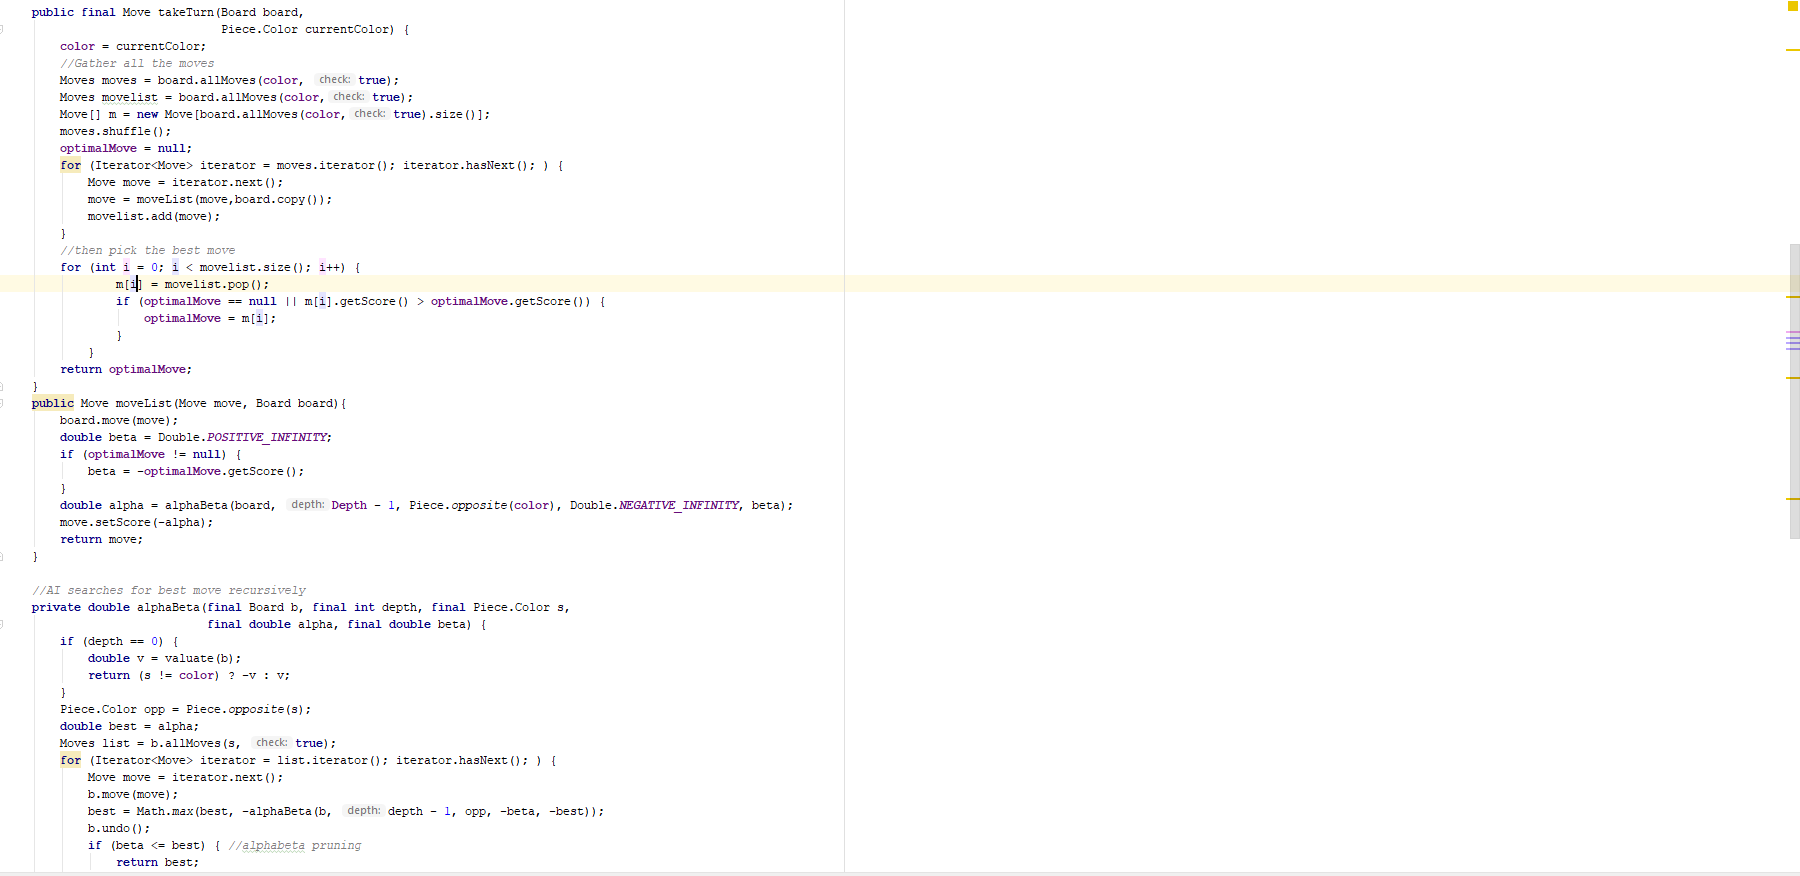 public final Move takeTurn(Board board,
Piece.Color currentColor) {
color = currentColor;
//Gather all the moves
Moves moves = board.allMoves(color, check: true);
Moves movelist = board.allMoves(color, check: true);
Move[] m = new Move[board.allMoves(color, check: true).size()];
moves.shuffle();
optimalMove = null;
for (Iterator<Move> iterator = moves.iterator(); iterator.hasNext(); ) {
Move move = iterator.next();
move = moveList(move,board.copy());
movelist.add(move);
}
//then pick the best move
for (int i = 0; i < movelist.size(); i++) {
m[i] = movelist.pop();
if (optimalMove == null || m[i].getScore() > optimalMove.getScore()) {
optimalMove = m[i];
}
}
return optimalMove;
}
public Move moveList(Move move, Board board){
board.move(move);
double beta = Double.POSITIVE_INFINITY;
if (optimalMove != null) {
beta = -optimalMove.getScore();
}
double alpha = alphaBeta(board, depth: Depth - 1, Piece.opposite(color), Double.NEGATIVE_INFINITY, beta);
move.setScore(-alpha);
return move;
}
//AI searches for best move recursively
private double alphaBeta(final Board b, final int depth, final Piece.Color s,
final double alpha, final double beta) {
if (depth == 0) {
double v = valuate(b);
return (s != color) ? -v : v;
}
Piece.Color opp = Piece.opposite(s);
double best = alpha;
Moves list = b.allMoves(s, check: true);
for (Iterator<Move> iterator = list.iterator(); iterator.hasNext(); ) {
Move move = iterator.next();
b.move(move);
best = Math.max(best, -alphaBeta(b, depth: depth - 1, opp, -beta, -best));
b.undo();
if (beta <= best) { //alphabeta pruning
return best;